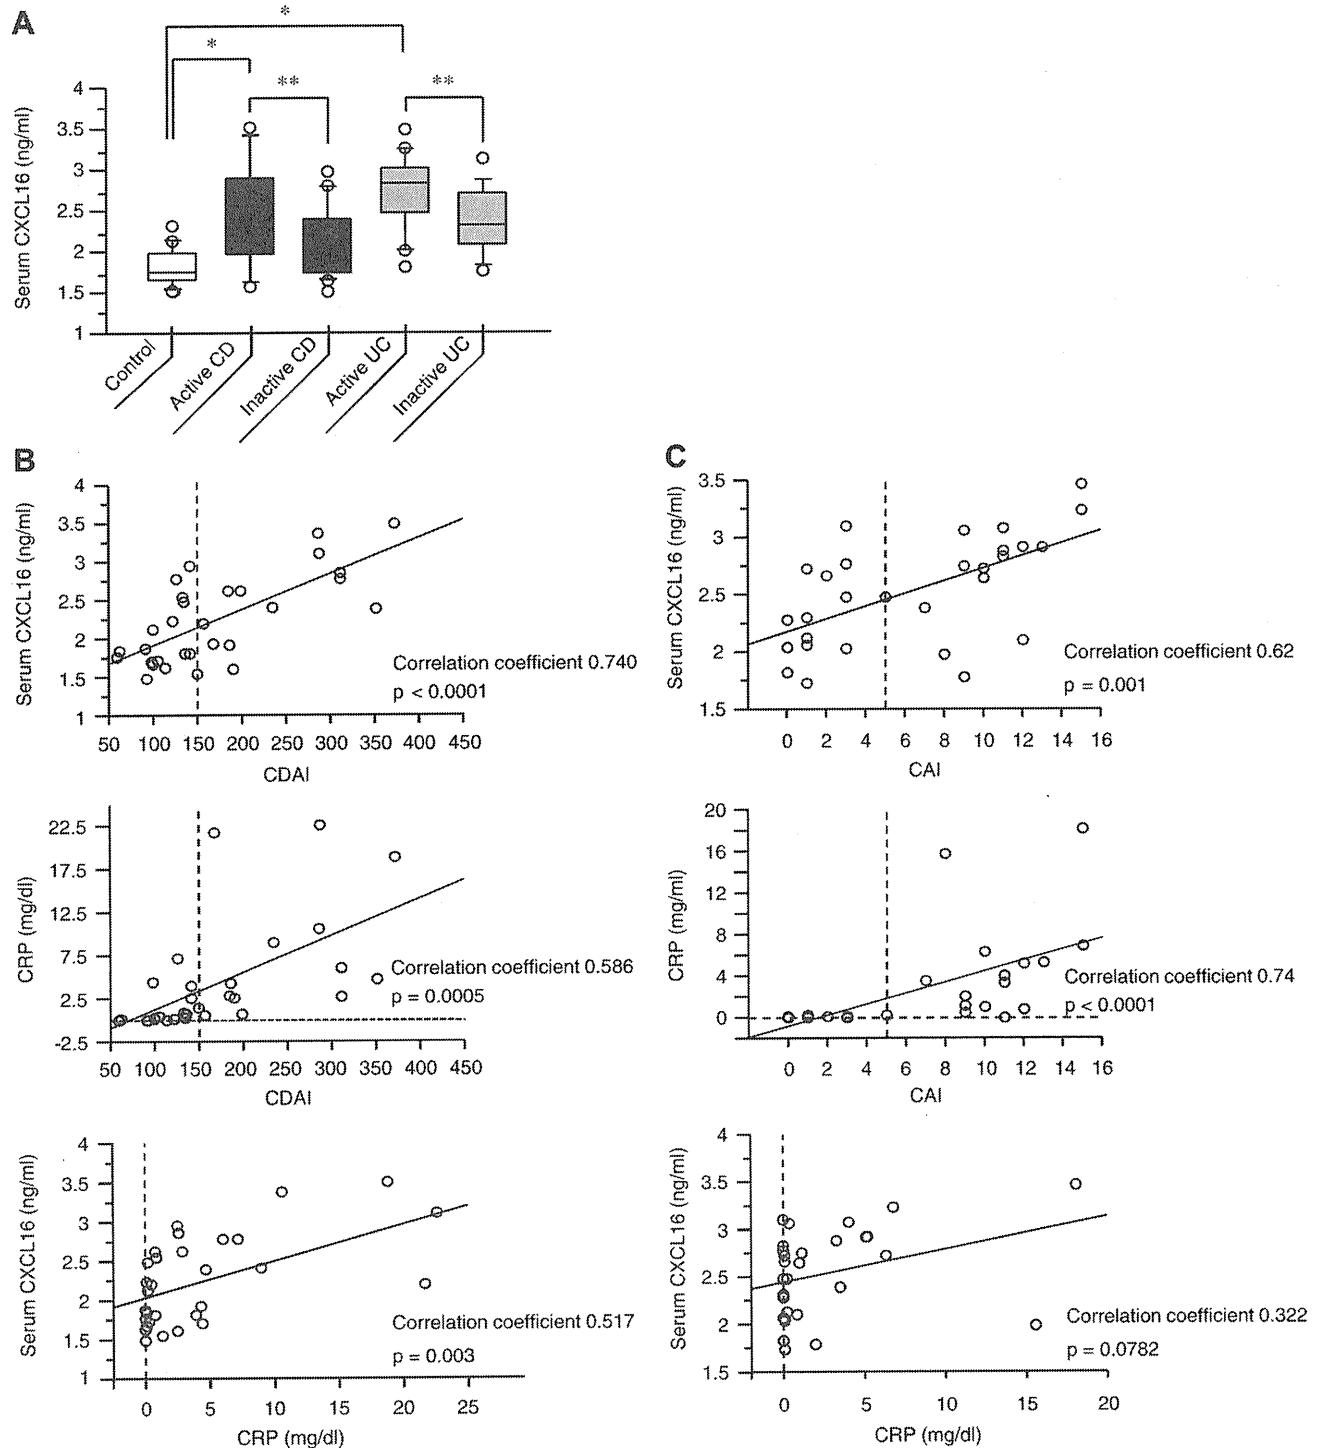 A
*
*
**
**
Serum CXCL16 (ng/ml)
4
3.5
3
2.5
2
1.5
1
Control
Active CD
Inactive CD
Active UC
Inactive UC
B
Serum CXCL16 (ng/ml)
4
3.5
3
2.5
2
1.5
1
Correlation coefficient 0.740
p < 0.0001
50 100 150 200 250 300 350 400 450
CDAI
CRP (mg/dl)
22.5
17.5
12.5
7.5
2.5
-2.5
Correlation coefficient 0.586
p = 0.0005
50 100 150 200 250 300 350 400 450
CDAI
Serum CXCL16 (ng/ml)
4
3.5
3
2.5
2
1.5
1
Correlation coefficient 0.517
p = 0.003
0 5 10 15 20 25
CRP (mg/dl)
C
Serum CXCL16 (ng/ml)
3.5
3
2.5
2
1.5
Correlation coefficient 0.62
p = 0.001
0 2 4 6 8 10 12 14 16
CAI
CRP (mg/ml)
20
16
12
8
4
0
Correlation coefficient 0.74
p < 0.0001
0 2 4 6 8 10 12 14 16
CAI
Serum CXCL16 (ng/ml)
4
3.5
3
2.5
2
1.5
Correlation coefficient 0.322
p = 0.0782
0 5 10 15 20
CRP (mg/dl)